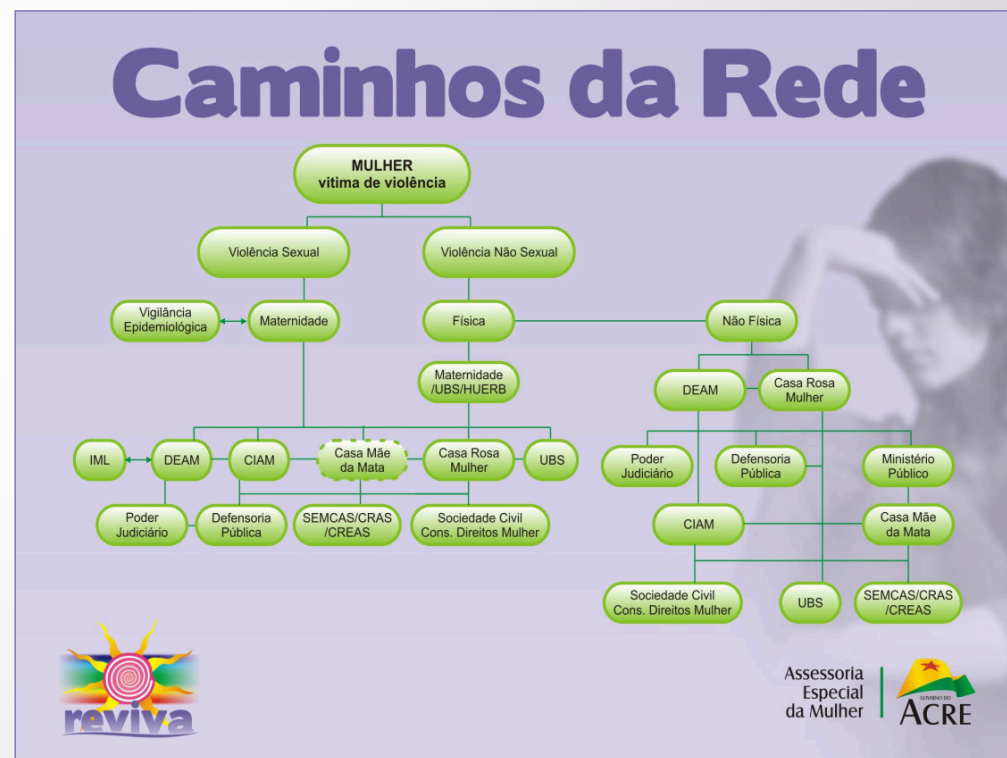 Caminhos da Rede
MULHER
vitima de violência
Violência Sexual
Violência Não Sexual
Vigilância
Epidemiológica
Maternidade
Física
Não Física
Maternidade
/UBS/HUERB
DEAM
Casa Rosa
Mulher
IML
DEAM
CIAM
Casa Mãe
da Mata
Casa Rosa
Mulher
UBS
Poder
Judiciário
Defensoria
Pública
Ministério
Público
Poder
Judiciário
Defensoria
Pública
SEMCAS/CRAS
/CREAS
Sociedade Civil
Cons. Direitos Mulher
CIAM
Casa Mãe
da Mata
Sociedade Civil
Cons. Direitos Mulher
UBS
SEMCAS/CRAS
/CREAS
reviva
Assessoria
Especial
da Mulher
GOVERNO DO
ACRE